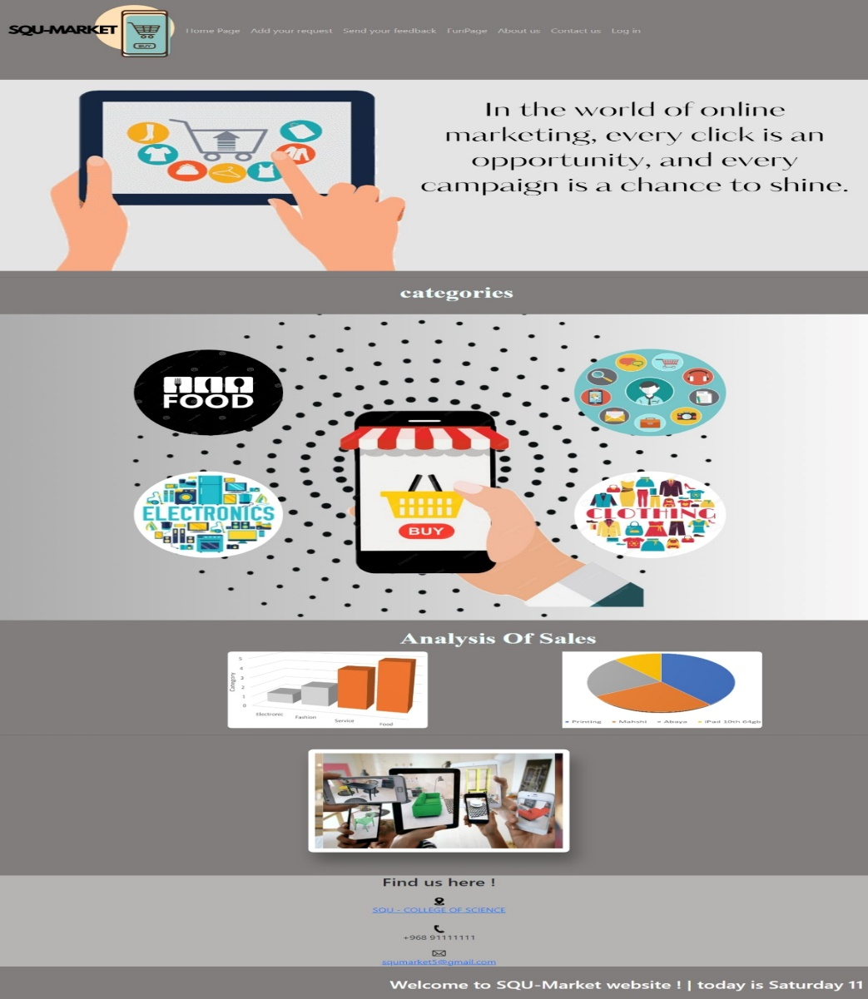 SQU-MARKET
BUY
Home Page Add your request Send your feedback FunPage About us Contact us Log in
In the world of online
marketing, every click is an
opportunity, and every
campaign is a chance to shine.
categories
FOOD
ELECTRONICS
BUY
CLOTHING
Analysis Of Sales
Category
5
4
3
2
1
0
Electronic
Fashion
Service
Food
Printing Mahshi Abaya iPad 10th 64gb
Find us here !
SQU - COLLEGE OF SCIENCE
+968 91111111
squmarket5@gmail.com
Welcome to SQU-Market website ! | today is Saturday 11